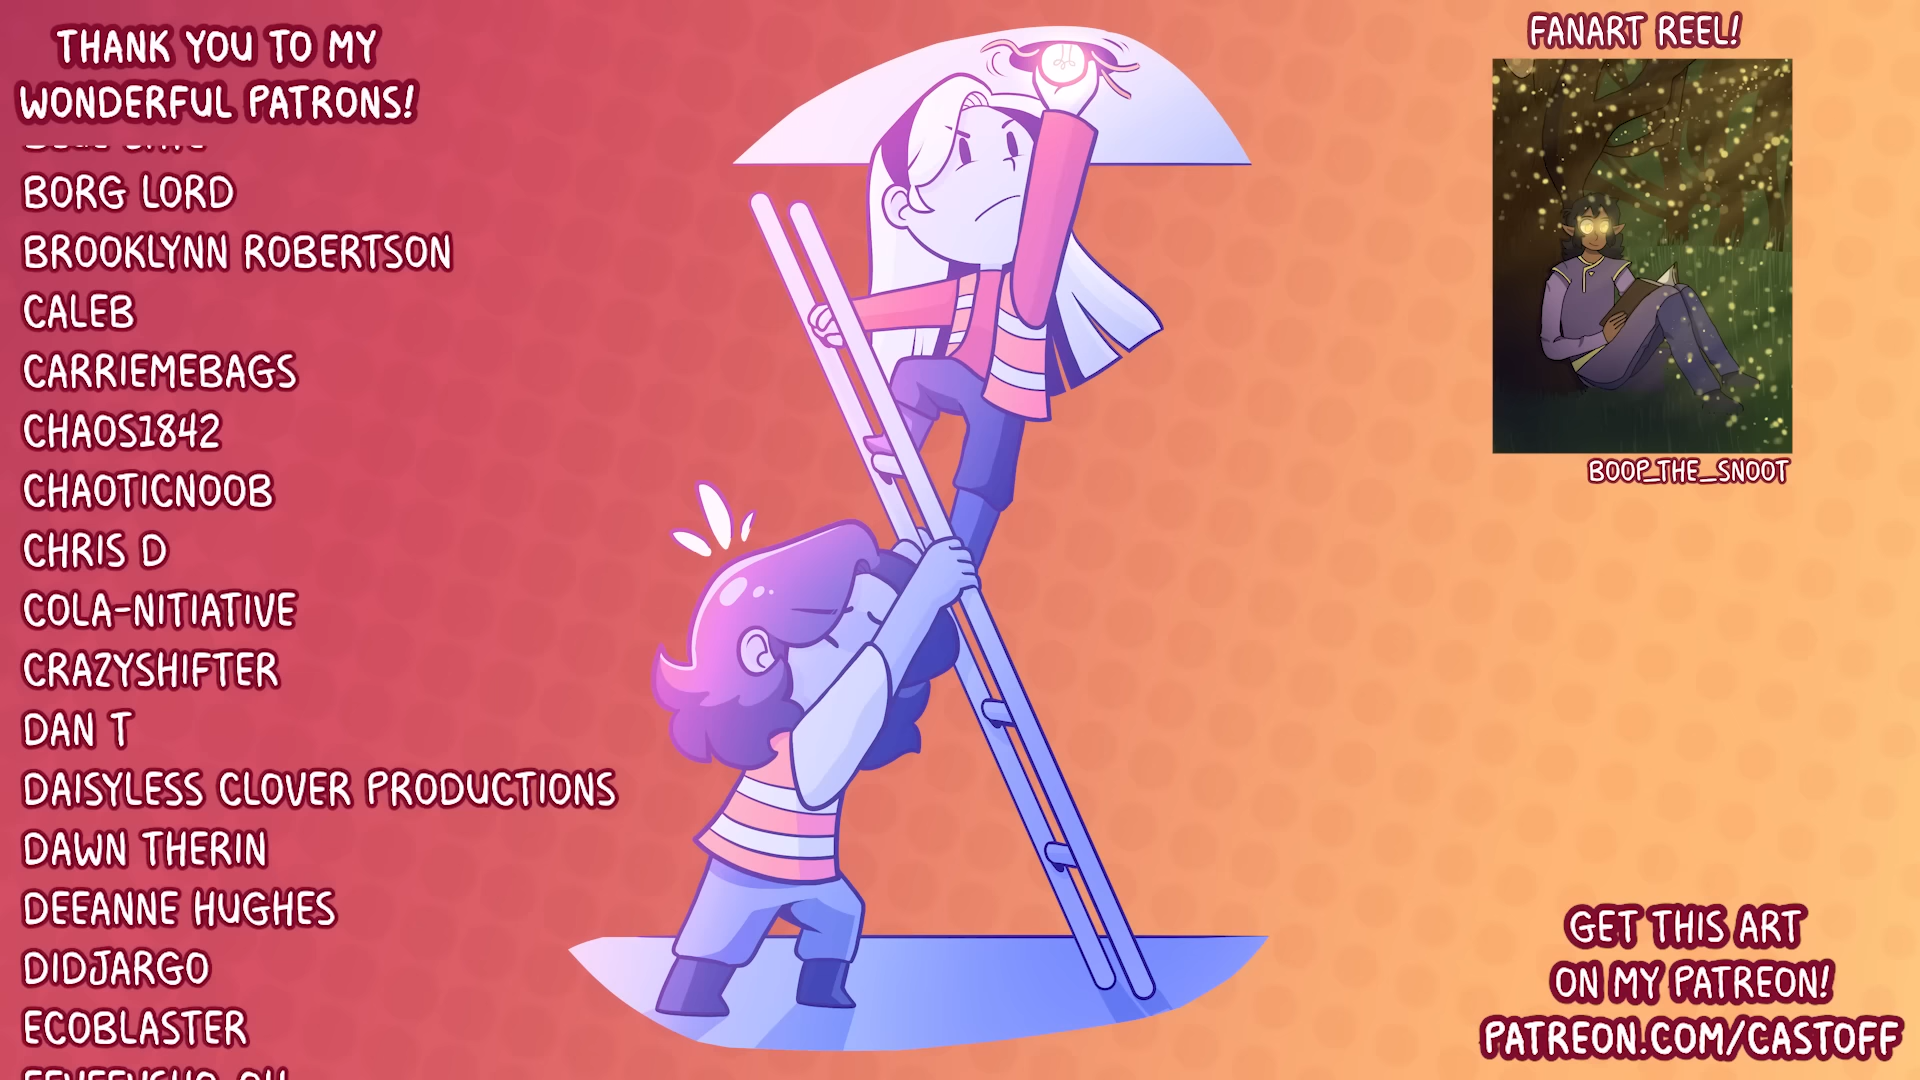 THANK YOU TO MY
WONDERFUL PATRONS!
BORG LORD
BROOKLYNN ROBERTSON
CALEB
CARRIEMEBAGS
CHAOS1842
CHAOTICNOOB
CHRIS D
COLA-NITIATIVE
CRAZYSHIFTER
DAN T
DAISYLESS CLOVER PRODUCTIONS
DAWN THERIN
DEEANNE HUGHES
DIDJARGO
ECOBLASTER
FANART REEL!
BOOP_THE_SNOOT
GET THIS ART
ON MY PATREON!
PATREON.COM/CASTOFF